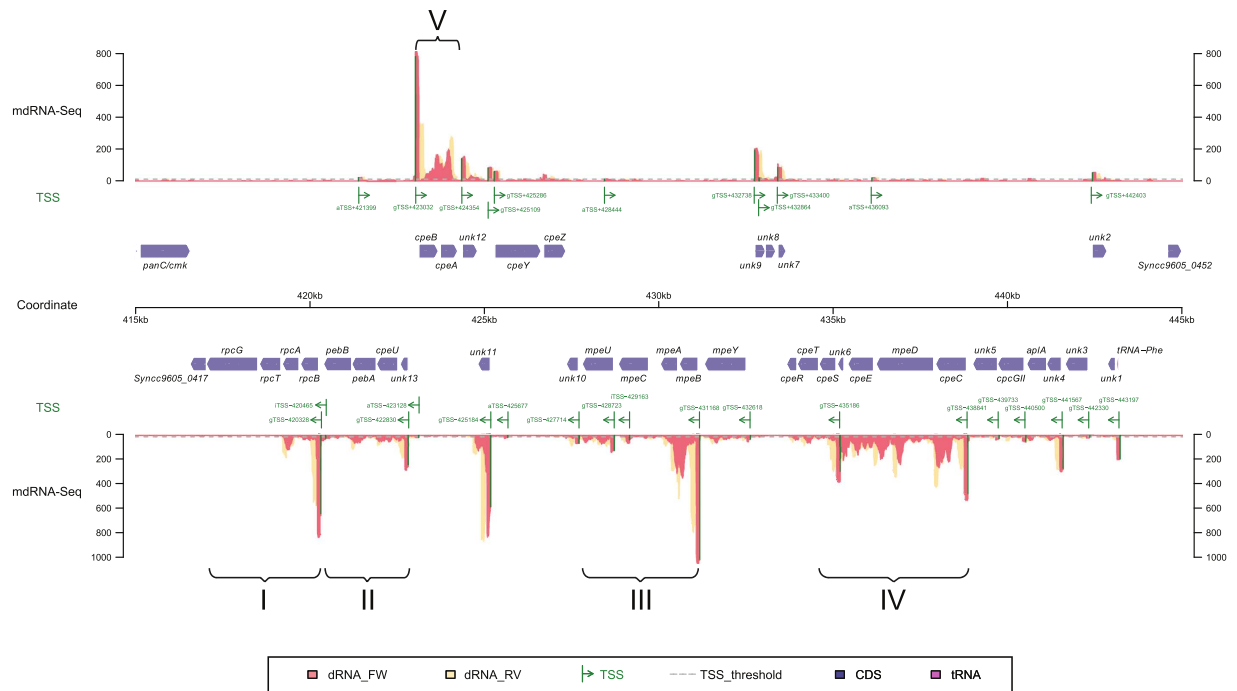 V
800 800
600 600
mdRNA-Seq
400 400
200 200
0 0
TSS
aTSS+421399 gTSS+423032 gTSS+424354 gTSS+425286 gTSS+425109 aTSS+428444 gTSS+432738 gTSS+433400 gTSS+432864 aTSS+436093 gTSS+442403
cpeB unk12 cpeZ unk8 unk2
panC/cmk cpeA cpeY unk9 unk7 Syncc9605_0452
Coordinate
420kb 430kb 440kb
415kb 425kb 435kb 445kb
rpcG rpcA pebB cpeU unk11 mpeU mpeA mpeY cpeT unk6 mpeD unk5 aplA unk3 tRNA−Phe
Syncc9605_0417 rpcT rpcB pebA unk13 unk10 mpeC mpeB cpeR cpeS cpeE cpeC cpcGII unk4 unk1
TSS
iTSS−420465 aTSS−423128 aTSS−425677 iTSS−429163 gTSS−439733 gTSS−441567 gTSS−443197
gTSS−420328 gTSS−422830 gTSS−425184 gTSS−427714 gTSS−428723 gTSS−431168 gTSS−432618 gTSS−435186 gTSS−438841 gTSS−440500 gTSS−442330
0 0
200 200
mdRNA-Seq
400 400
600 600
800 800
1000 1000
I II III IV
dRNA_FW dRNA_RV TSS TSS_threshold CDS tRNA